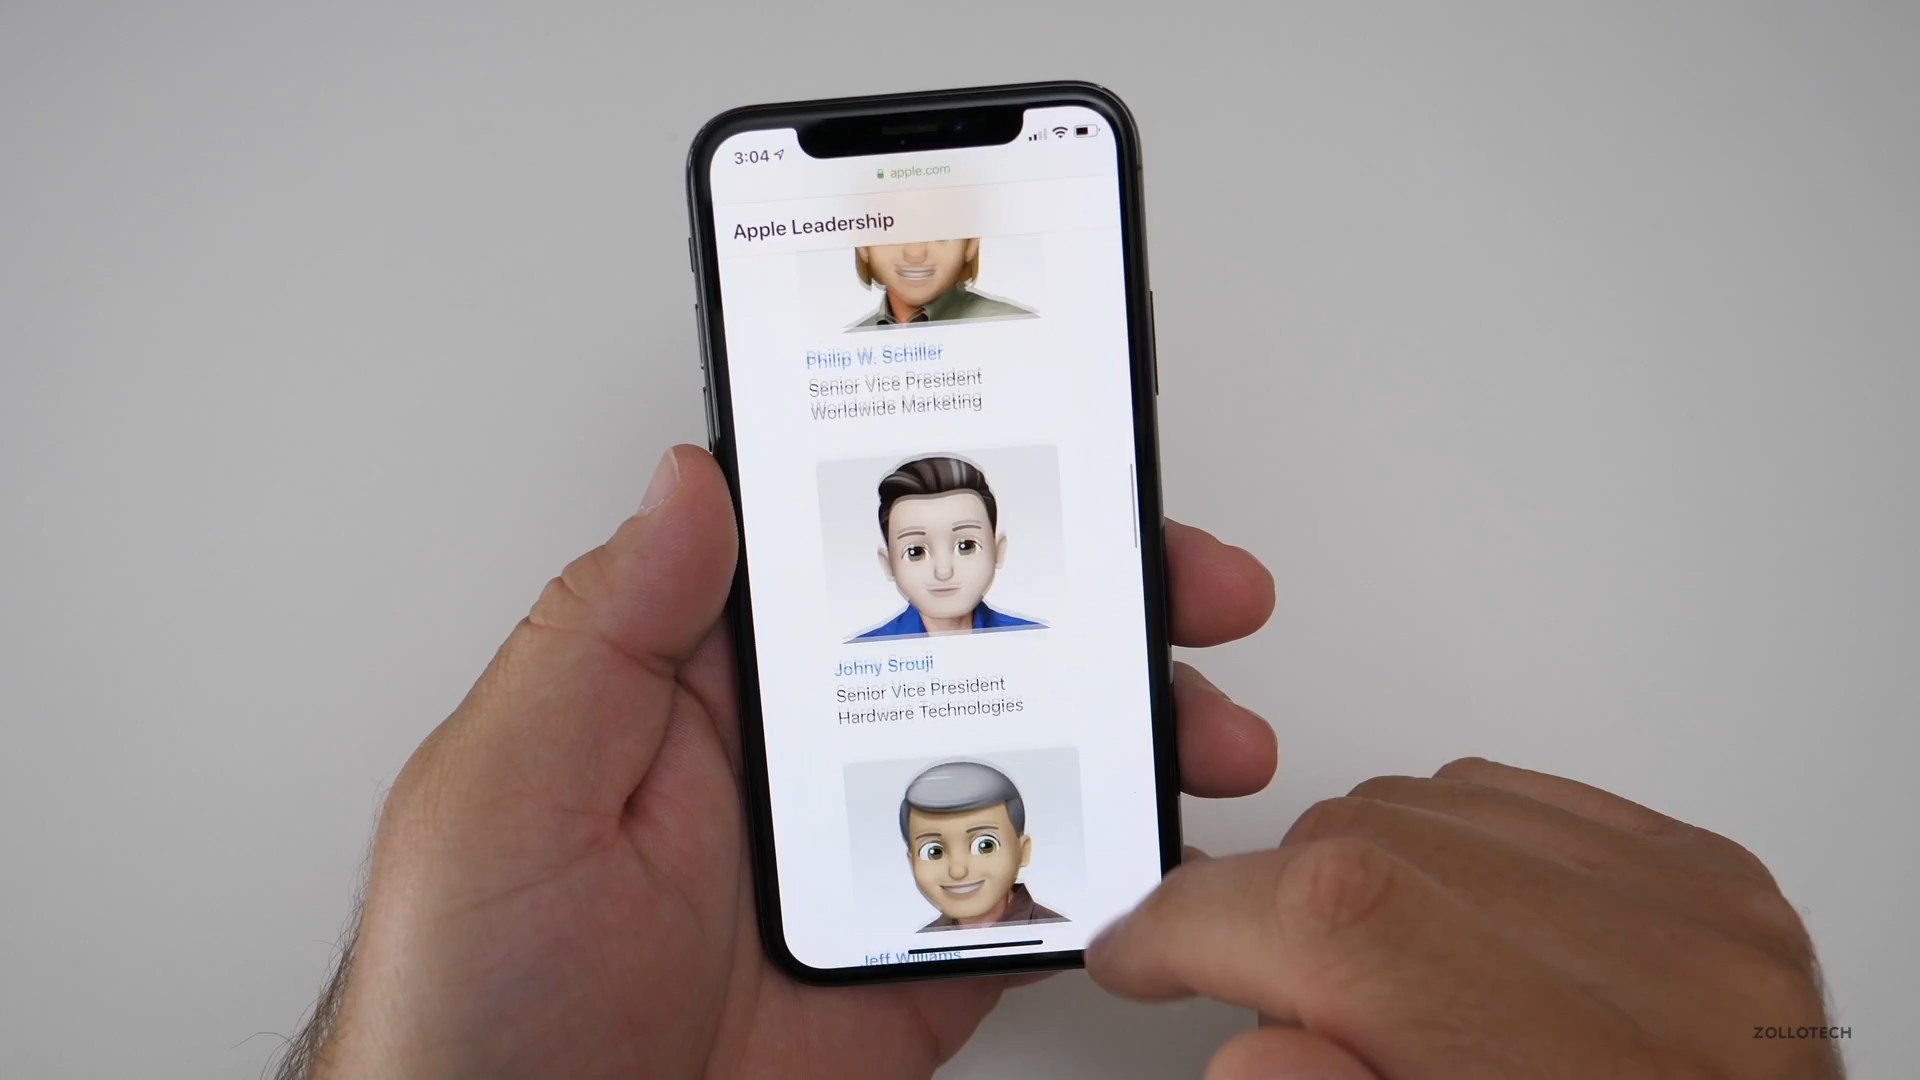 3:04
apple.com
Apple Leadership
Philip W. Schiller
Senior Vice President
Worldwide Marketing
Johny Srouji
Senior Vice President
Hardware Technologies
Jeff Williams
ZOLLOTECH